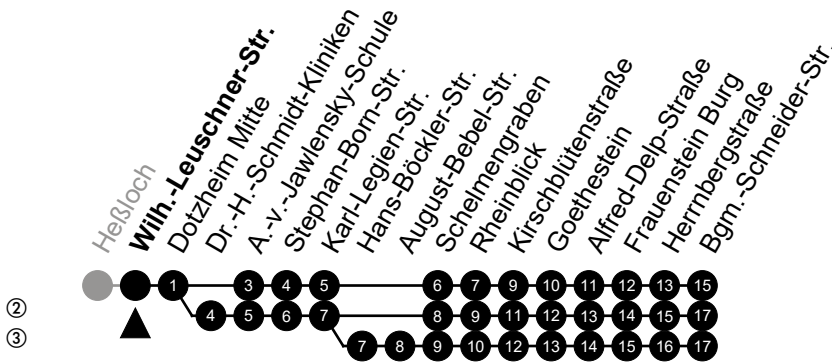 Heßloch
Wilh.-Leuschner-Str.
Dotzheim Mitte
Dr.-H.-Schmidt-Kliniken
A.-v.-Jawlensky-Schule
Stephan-Born-Str.
Karl-Legien-Str.
Hans-Böckler-Str.
August-Bebel-Str.
Schelmengraben
Rheinblick
Kirschblütenstraße
Goethestein
Alfred-Delp-Straße
Frauenstein Burg
Herrnbergstraße
Bgm.-Schneider-Str.
1 3 4 5 6 7 9 10 11 12 13 15
② 4 5 6 7 8 9 11 12 13 14 15 17
③ 7 8 9 10 12 13 14 15 16 17